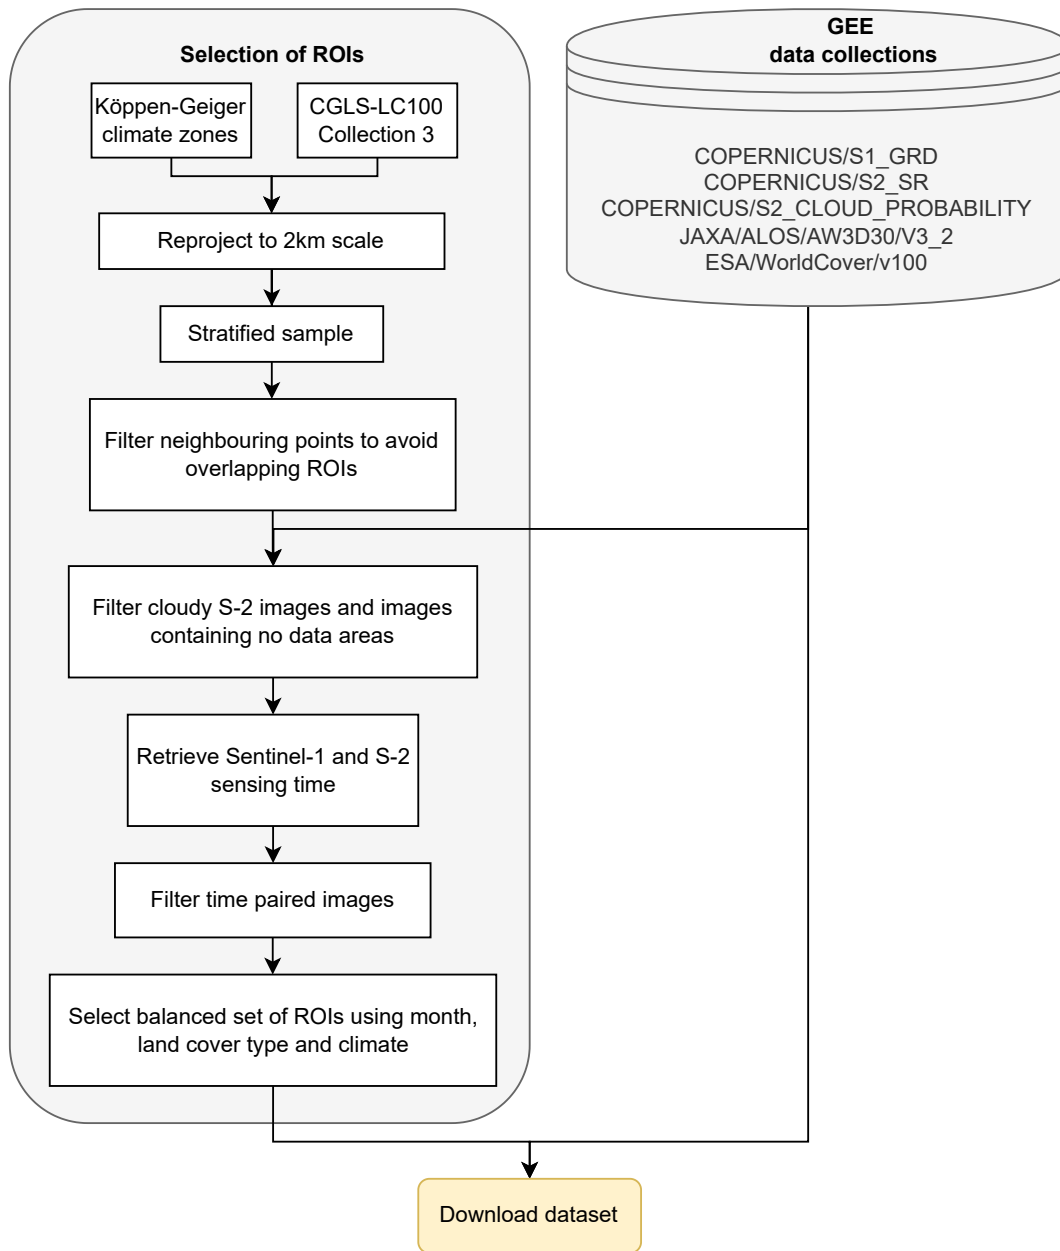 Selection of ROIs
Köppen-Geiger
climate zones
CGLS-LC100
Collection 3
Reproject to 2km scale
Stratified sample
Filter neighbouring points to avoid
overlapping ROIs
Filter cloudy S-2 images and images
containing no data areas
Retrieve Sentinel-1 and S-2
sensing time
Filter time paired images
Select balanced set of ROIs using month,
land cover type and climate
GEE
data collections
COPERNICUS/S1_GRD
COPERNICUS/S2_SR
COPERNICUS/S2_CLOUD_PROBABILITY
JAXA/ALOS/AW3D30/V3_2
ESA/WorldCover/v100
Download dataset